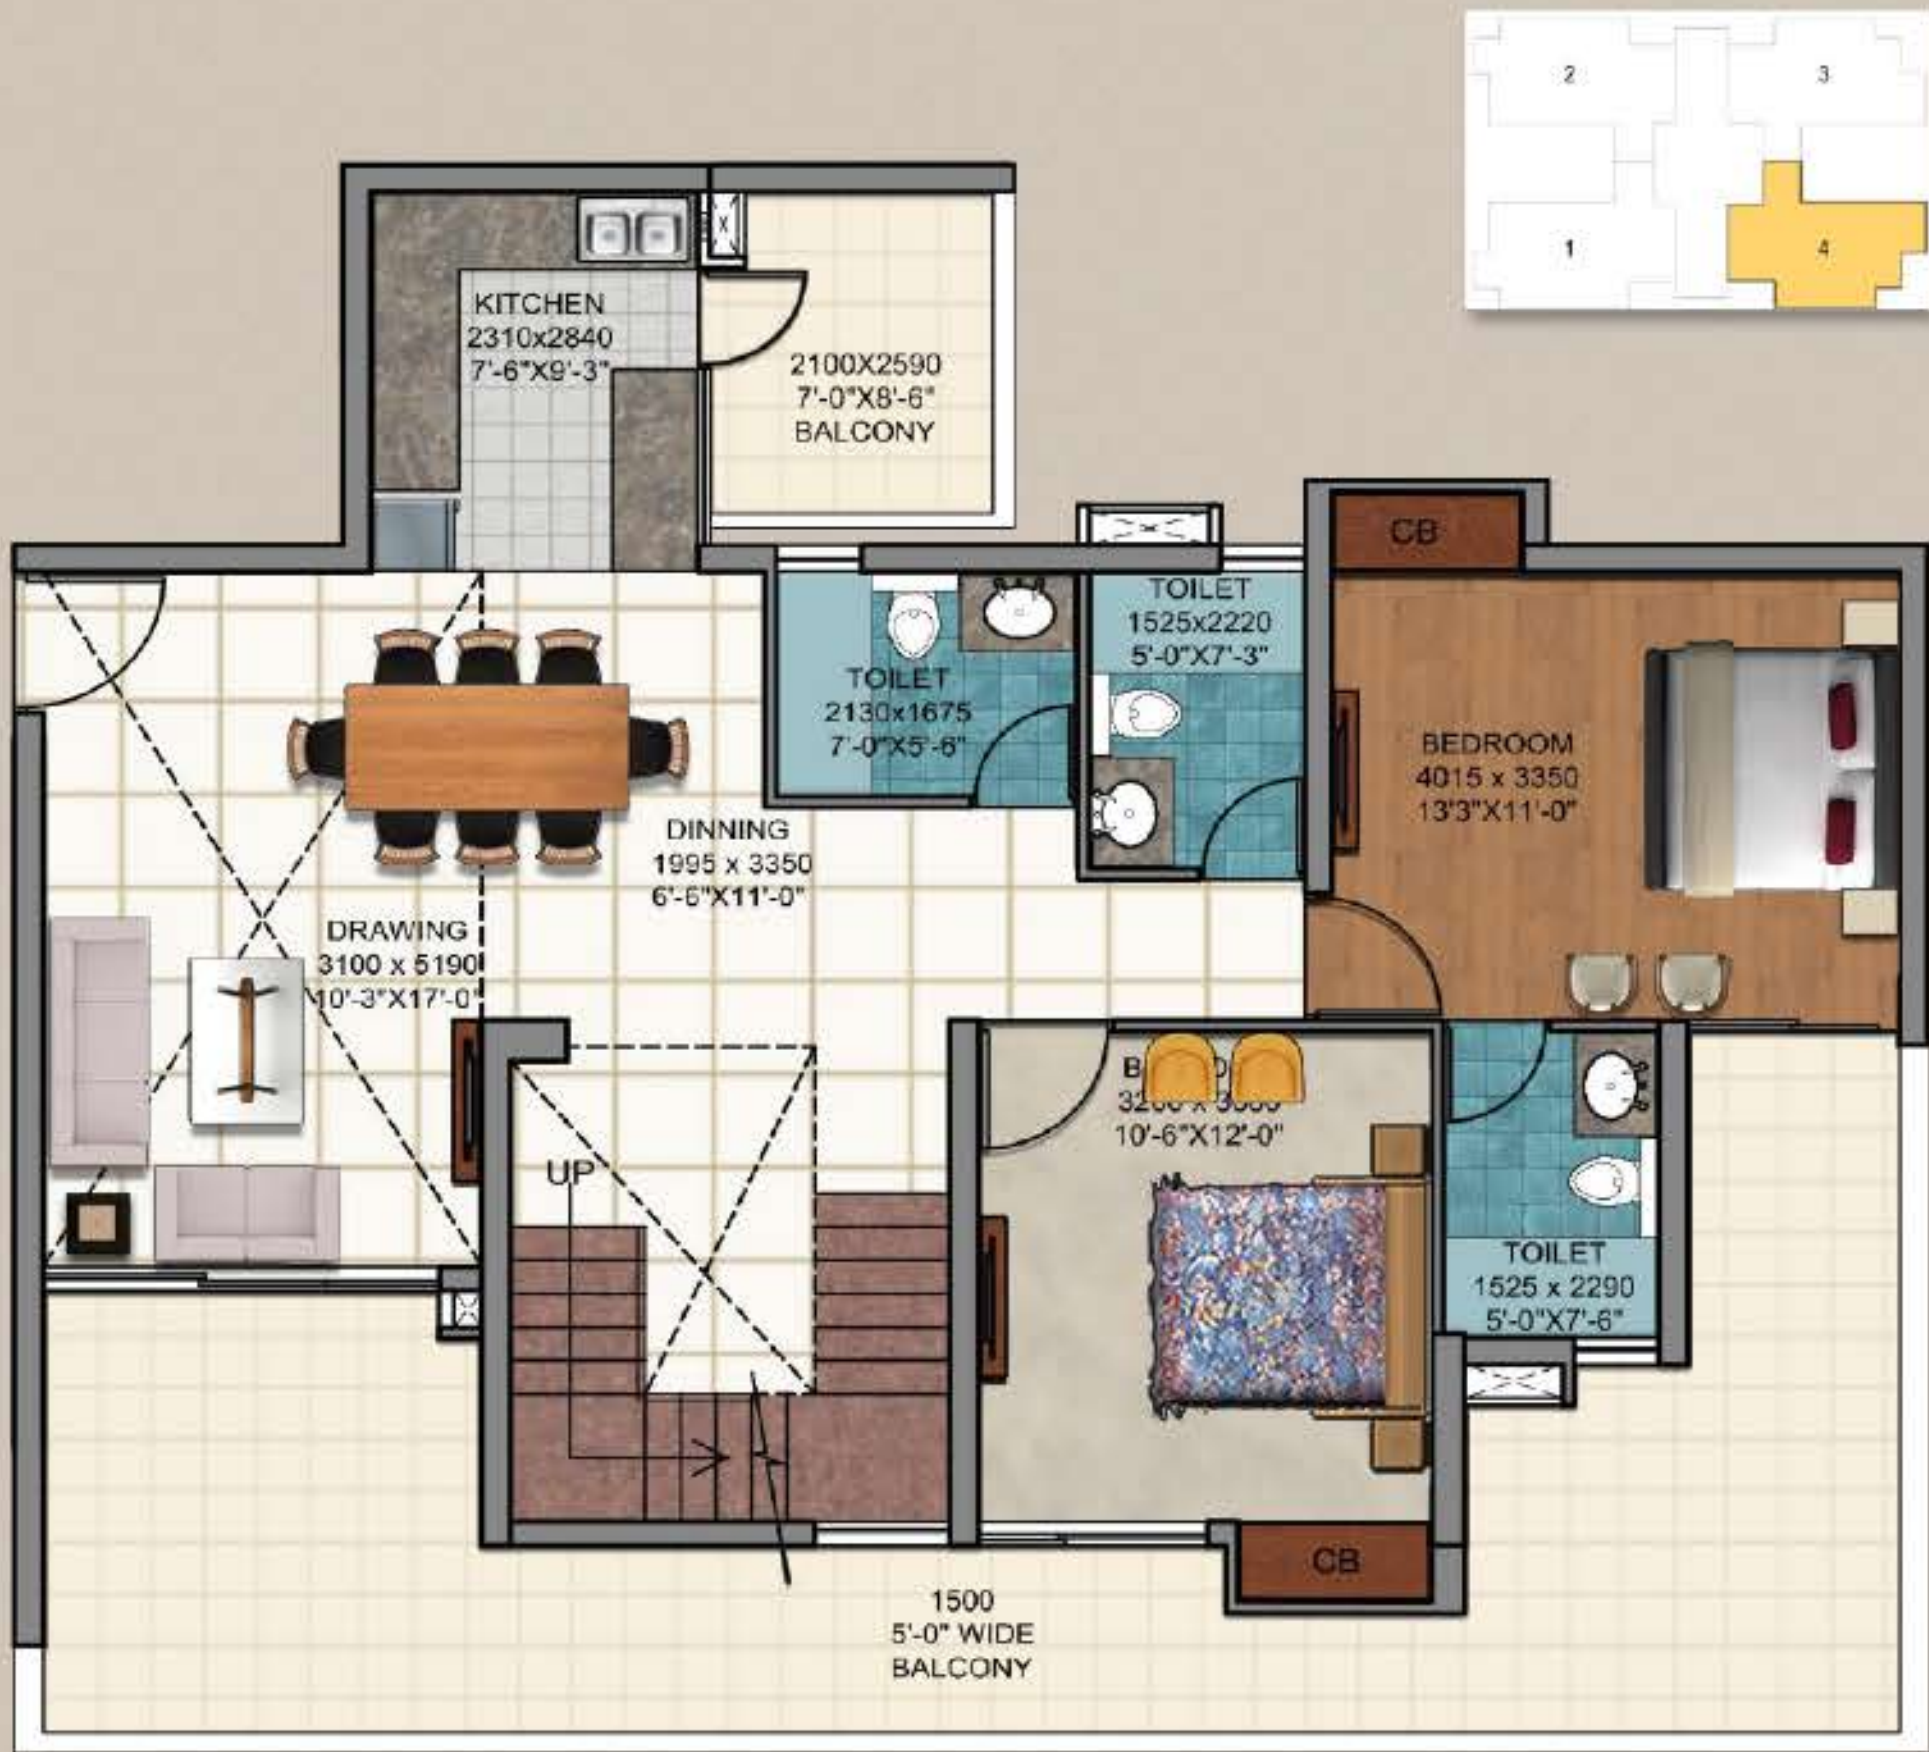 2
3
1
4
KITCHEN
2310x2840
7'-6"X9'-3"
X
2100X2590
7'-0"X8'-6"
BALCONY
CB
TOILET
1525x2220
5'-0"X7'-3"
TOILET
2130x1675
7'-0"X5'-6"
BEDROOM
4015 x 3350
13'3"X11'-0"
DINNING
1995 x 3350
6'-6"X11'-0"
DRAWING
3100 x 5190
10'-3"X17'-0"
10'-6"X12'-0"
UP
TOILET
1525 x 2290
5'-0"X7'-6"
CB
1500
5'-0" WIDE
BALCONY